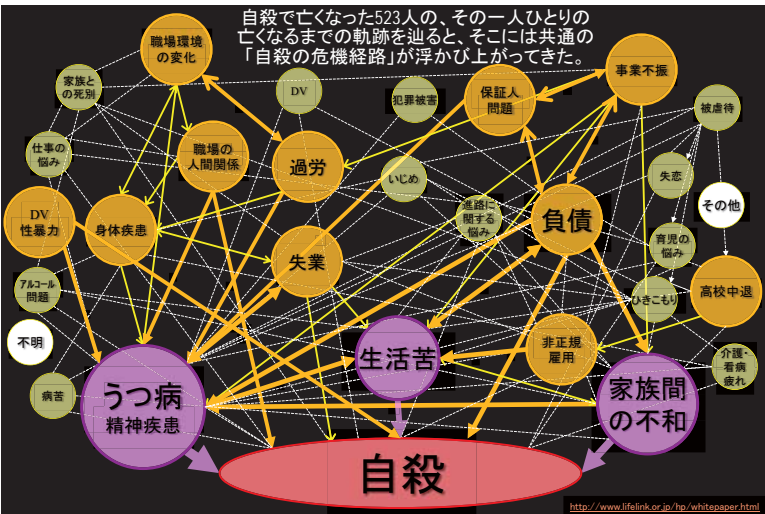 自殺で亡くなった523人の、その一人ひとりの
亡くなるまでの軌跡を辿ると、そこには共通の
「自殺の危機経路」が浮かび上がってきた。
職場環境
の変化
家族と
の死別
DV
犯罪被害
保証人
問題
事業不振
被虐待
仕事の
悩み
職場の
人間関係
過労
いじめ
失恋
その他
DV
性暴力
身体疾患
進路に
関する
悩み
負債
育児の
悩み
失業
アルコール
問題
ひきこもり
高校中退
不明
生活苦
非正規
雇用
介護・
看病
疲れ
病苦
うつ病
精神疾患
家族間
の不和
自殺
http://www.lifelink.or.jp/hp/whitepaper.html